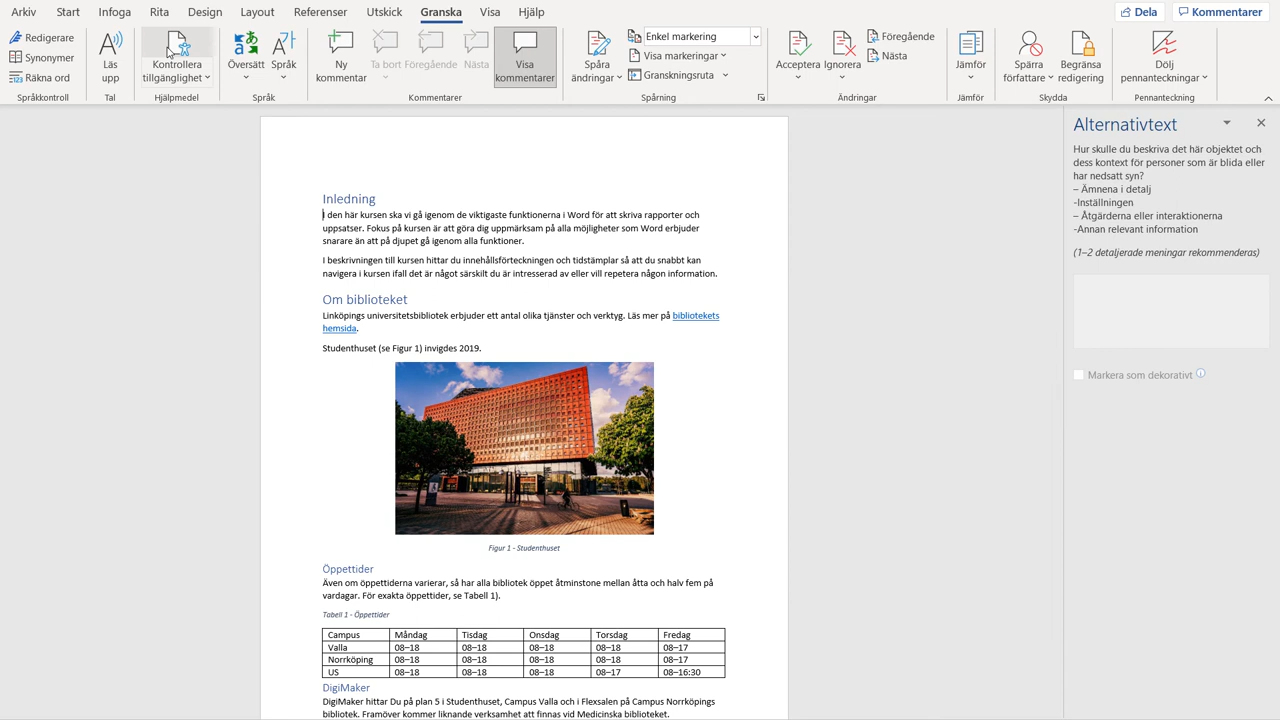 Arkiv Start Infoga Rita Design Layout Referenser Utskick Granska Visa Hjälp Dela Kommentarer
Redigerare
Synonymer
Räkna ord
Språkkontroll
Läs upp
Tal
Kontrollera tillgänglighet
Hjälpmedel
Översätt
Språk
Språk
Ny kommentar
Ta bort
Föregående
Nästa
Visa kommentarer
Kommentarer
Spåra ändringar
Enkel markering
Visa markeringar
Granskningsruta
Spårning
Acceptera
Ignorera
Föregående
Nästa
Ändringar
Jämför
Jämför
Spärra författare
Begränsa redigering
Skydda
Dölj pennanteckningar
Pennanteckning
Inledning
I den här kursen ska vi gå igenom de viktigaste funktionerna i Word för att skriva rapporter och
uppsatser. Fokus på kursen är att göra dig uppmärksam på alla möjligheter som Word erbjuder
snarare än att på djupet gå igenom alla funktioner.
I beskrivningen till kursen hittar du innehållsförteckningen och tidstämplar så att du snabbt kan
navigera i kursen ifall det är något särskilt du är intresserad av eller vill repetera någon information.
Om biblioteket
Linköpings universitetsbibliotek erbjuder ett antal olika tjänster och verktyg. Läs mer på bibliotekets
hemsida.
Studenthuset (se Figur 1) invigdes 2019.
Figur 1 - Studenthuset
Öppettider
Även om öppettiderna varierar, så har alla bibliotek öppet åtminstone mellan åtta och halv fem på
vardagar. För exakta öppettider, se Tabell 1).
Tabell 1 - Öppettider
Campus Måndag Tisdag Onsdag Torsdag Fredag
Valla 08–18 08–18 08–18 08–18 08–17
Norrköping 08–18 08–18 08–18 08–18 08–17
US 08–18 08–18 08–18 08–17 08–16:30
DigiMaker
DigiMaker hittar Du på plan 5 i Studenthuset, Campus Valla och i Flexsalen på Campus Norrköpings
bibliotek. Framöver kommer liknande verksamhet att finnas vid Medicinska biblioteket.
Alternativtext
Hur skulle du beskriva det här objektet och
dess kontext för personer som är blida eller
har nedsatt syn?
– Ämnena i detalj
-Inställningen
– Åtgärderna eller interaktionerna
-Annan relevant information
(1–2 detaljerade meningar rekommenderas)
Markera som dekorativt